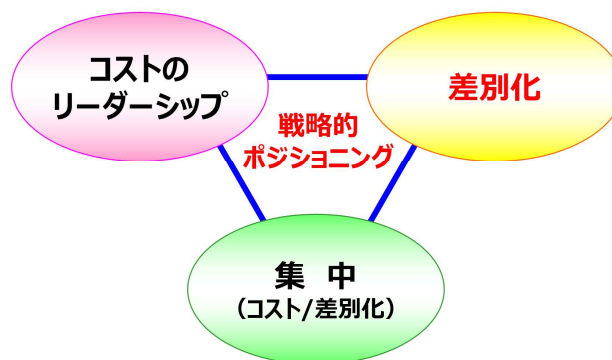 コストの
リーダーシップ
差別化
戦略的
ポジショニング
集 中
（コスト/差別化）